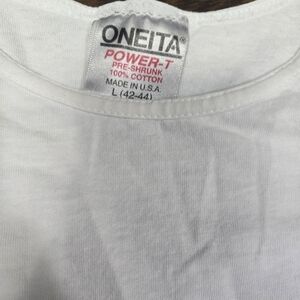 ONEITA®
POWER-T
PRE-SHRUNK
100% COTTON
MADE IN U.S.A.
L (42-44)